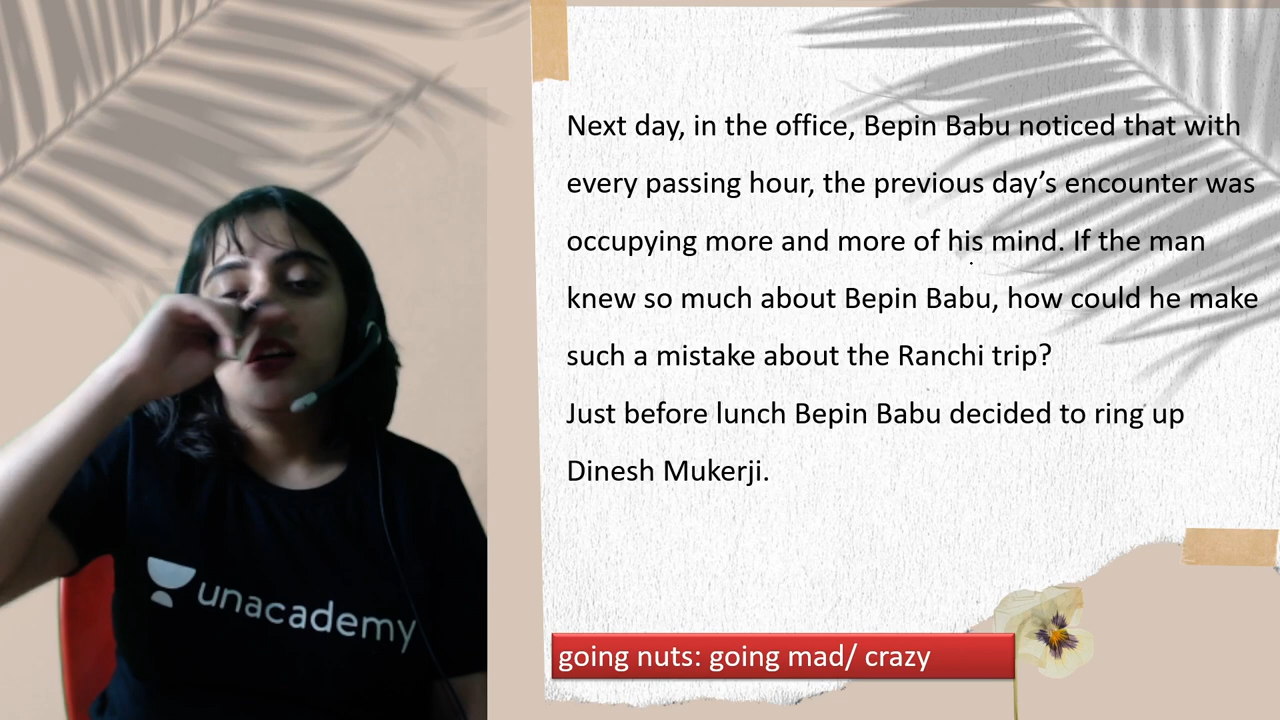 Next day, in the office, Bepin Babu noticed that with
every passing hour, the previous day’s encounter was
occupying more and more of his mind. If the man
knew so much about Bepin Babu, how could he make
such a mistake about the Ranchi trip?
Just before lunch Bepin Babu decided to ring up
Dinesh Mukerji.
unacademy
going nuts: going mad/ crazy